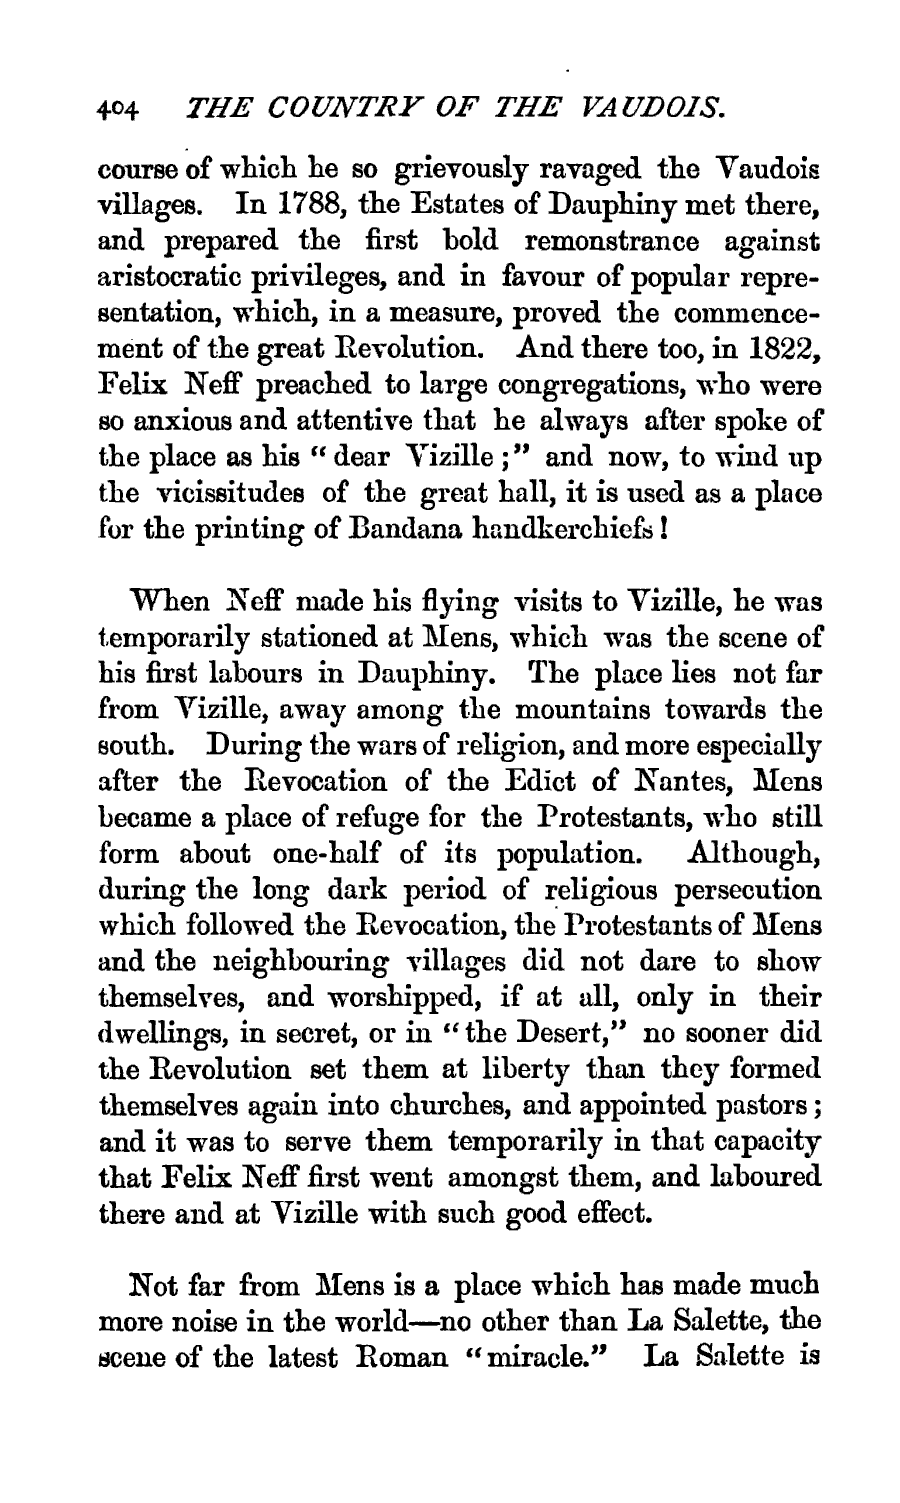 404 THE COUNTRY OF THE VAUDOIS.
course of which he so grievously ravaged the Vaudois
villages. In 1788, the Estates of Dauphiny met there,
and prepared the first bold remonstrance against
aristocratic privileges, and in favour of popular repre-
sentation, which, in a measure, proved the commence-
ment of the great Revolution. And there too, in 1822,
Felix Neff preached to large congregations, who were
so anxious and attentive that he always after spoke of
the place as his “ dear Vizille ;” and now, to wind up
the vicissitudes of the great hall, it is used as a place
for the printing of Bandana handkerchiefs !
When Neff made his flying visits to Vizille, he was
temporarily stationed at Mens, which was the scene of
his first labours in Dauphiny. The place lies not far
from Vizille, away among the mountains towards the
south. During the wars of religion, and more especially
after the Revocation of the Edict of Nantes, Mens
became a place of refuge for the Protestants, who still
form about one-half of its population. Although,
during the long dark period of religious persecution
which followed the Revocation, the Protestants of Mens
and the neighbouring villages did not dare to show
themselves, and worshipped, if at all, only in their
dwellings, in secret, or in “ the Desert,” no sooner did
the Revolution set them at liberty than they formed
themselves again into churches, and appointed pastors ;
and it was to serve them temporarily in that capacity
that Felix Neff first went amongst them, and laboured
there and at Vizille with such good effect.
Not far from Mens is a place which has made much
more noise in the world—no other than La Salette, the
scene of the latest Roman “ miracle.” La Salette is